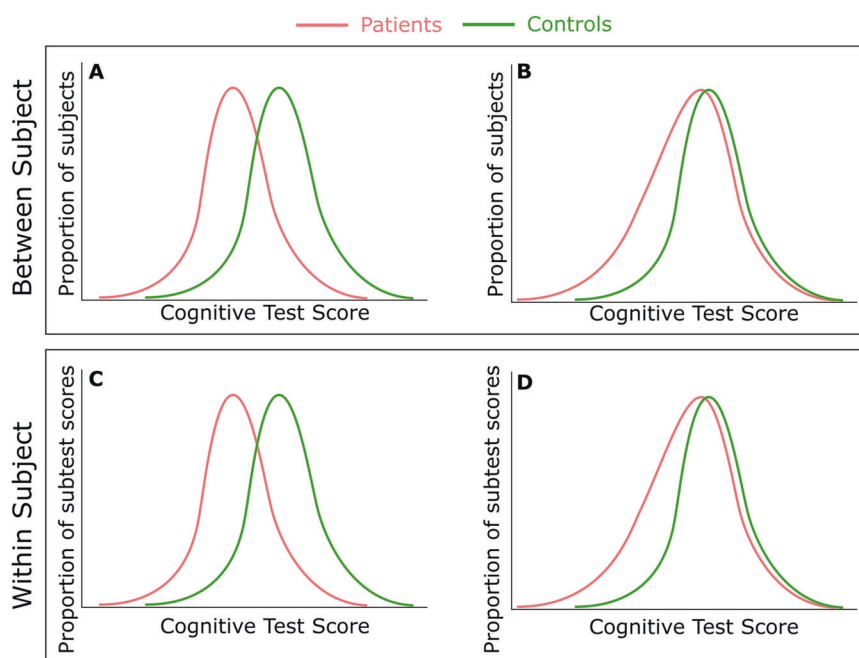 Patients
Controls
Between Subject
A
Proportion of subjects
Cognitive Test Score
B
Proportion of subjects
Cognitive Test Score
Within Subject
C
Proportion of subtest scores
Cognitive Test Score
D
Proportion of subtest scores
Cognitive Test Score